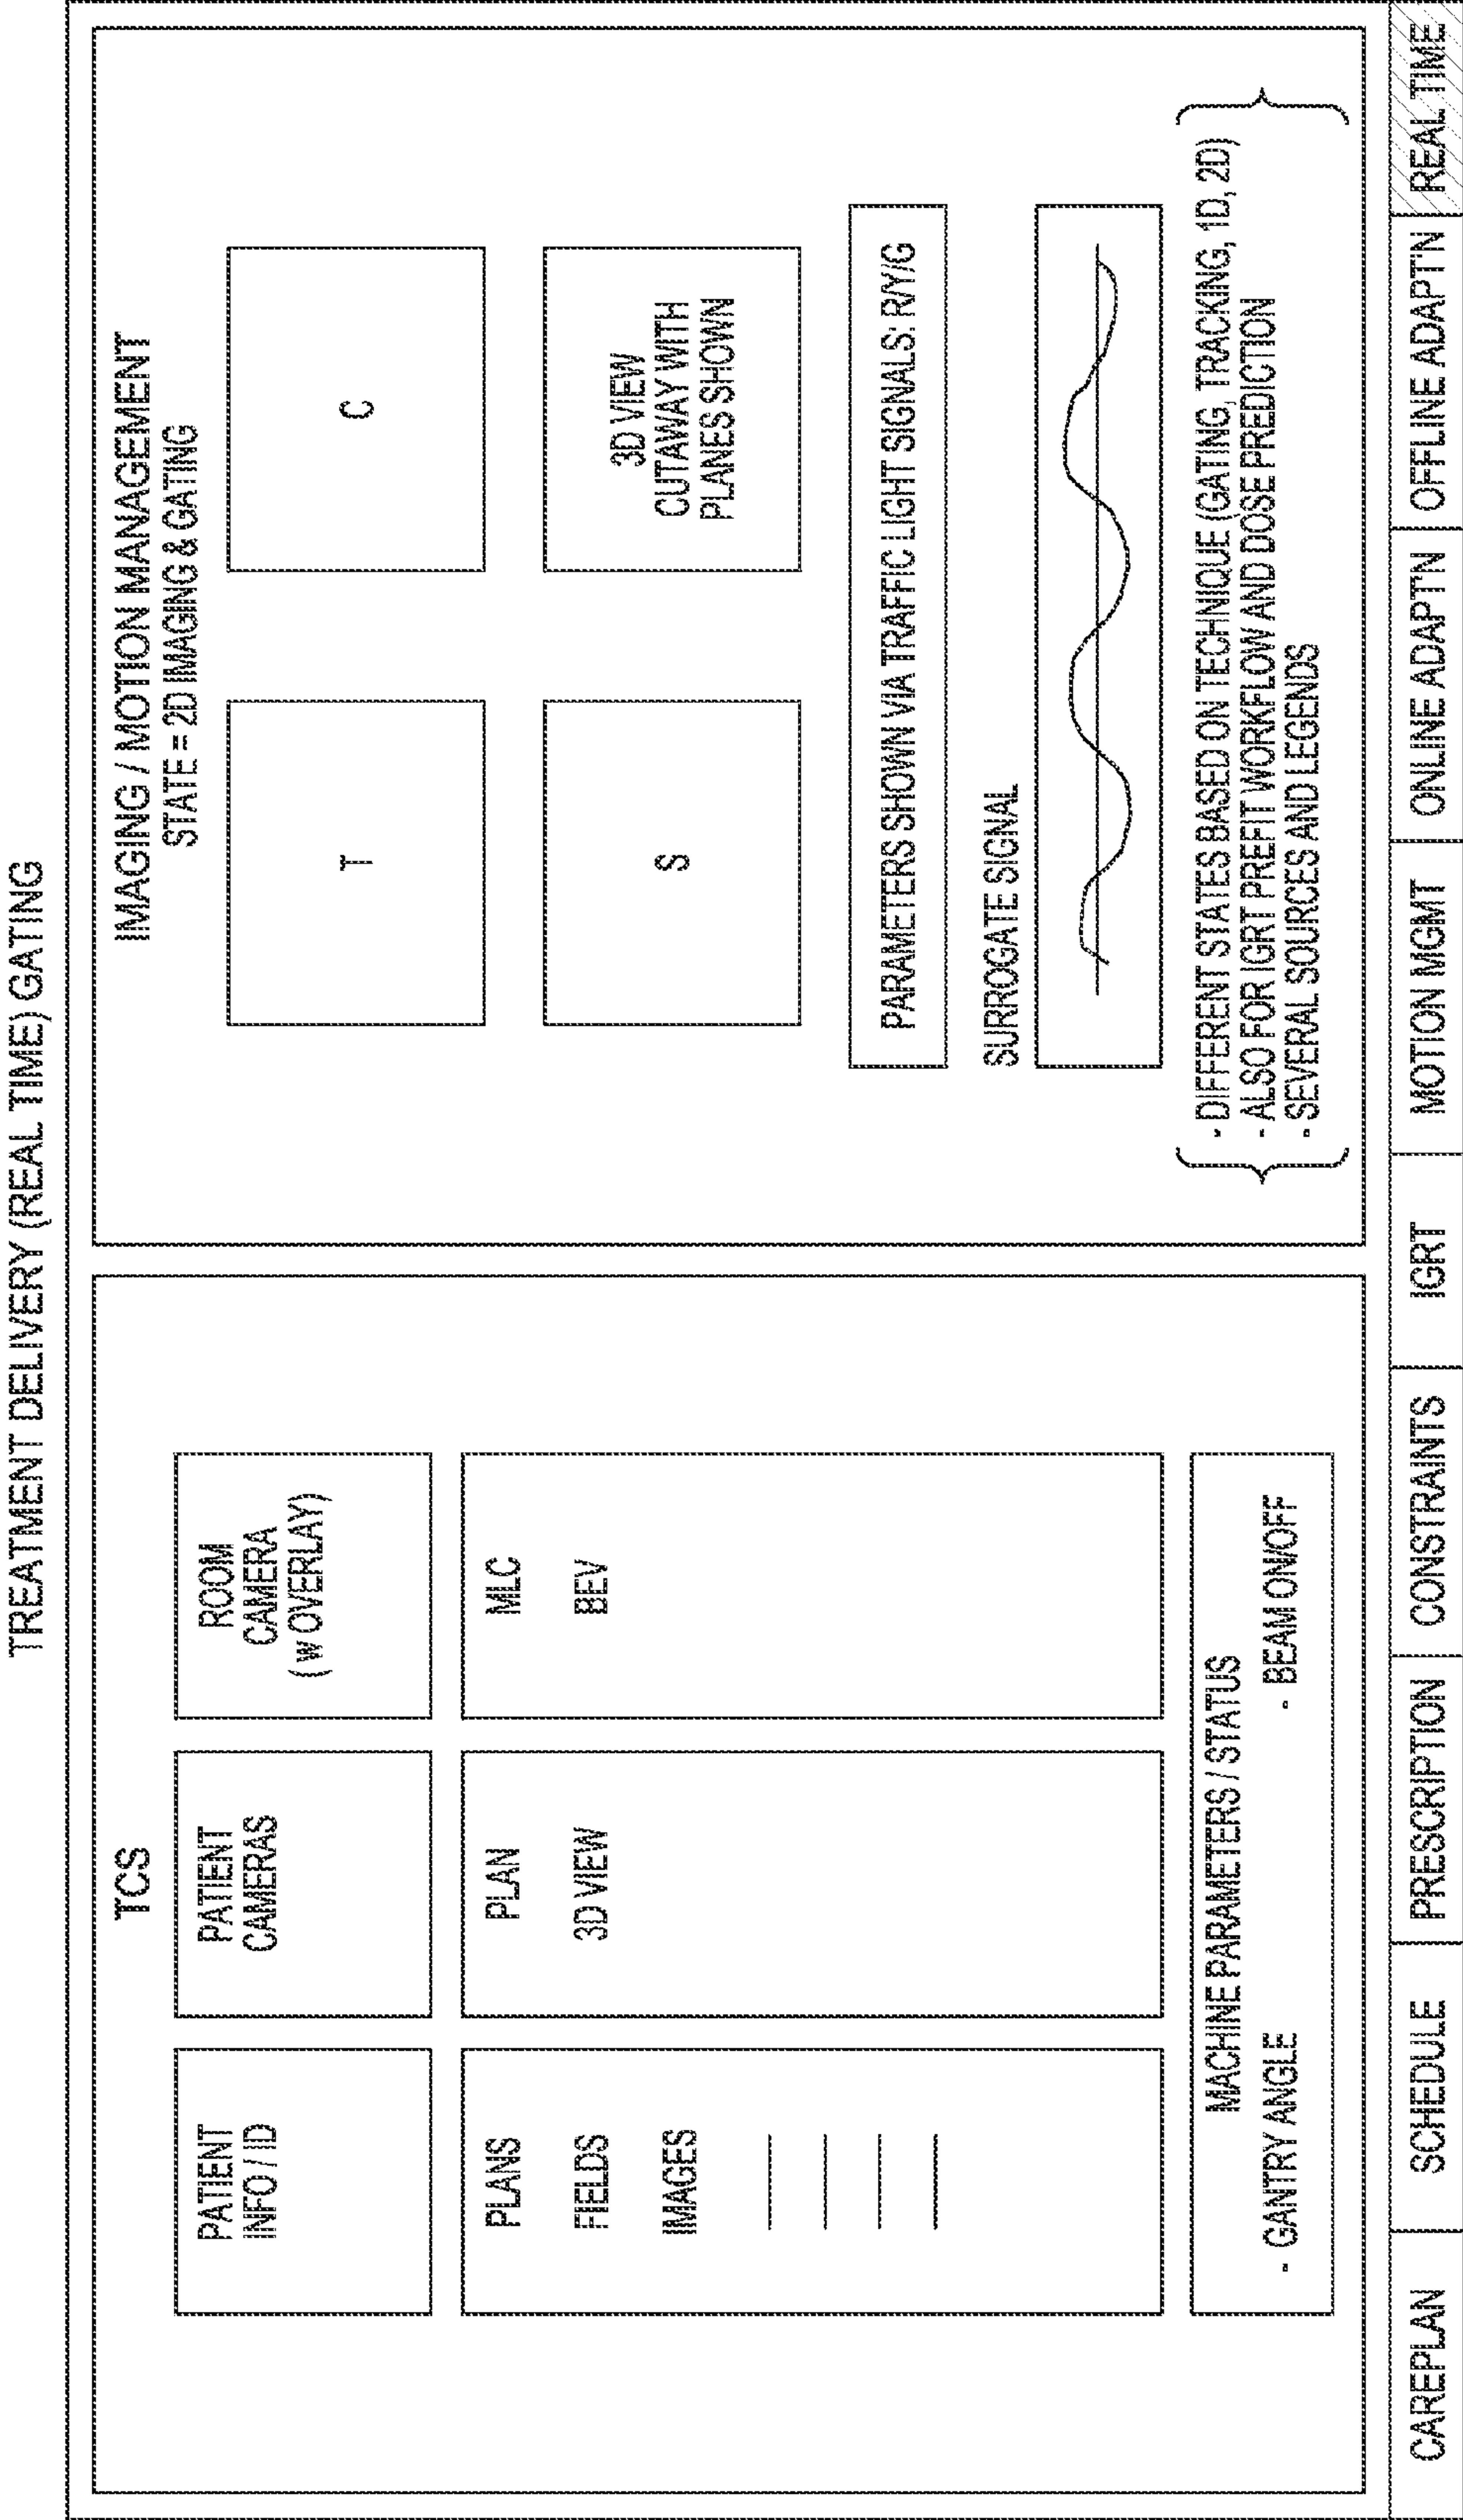 TREATMENT DELIVERY (REAL TIME) GATING
TCS
PATIENT
INFO / ID
PATIENT
CAMERAS
ROOM
CAMERA
( w OVERLAY)
PLANS
FIELDS
IMAGES
PLAN
3D VIEW
MLC
BEV
MACHINE PARAMETERS / STATUS
- GANTRY ANGLE
- BEAM ON/OFF
IMAGING / MOTION MANAGEMENT
STATE = 2D IMAGING & GATING
T
C
S
3D VIEW
CUTAWAY WITH
PLANES SHOWN
PARAMETERS SHOWN VIA TRAFFIC LIGHT SIGNALS: R/Y/G
SURROGATE SIGNAL
- DIFFERENT STATES BASED ON TECHNIQUE (GATING, TRACKING, 1D, 2D)
- ALSO FOR IGRT PREFIT WORKFLOW AND DOSE PREDICTION
- SEVERAL SOURCES AND LEGENDS
CAREPLAN
SCHEDULE
PRESCRIPTION
CONSTRAINTS
IGRT
MOTION MGMT
ONLINE ADAPT'N
OFFLINE ADAPT'N
REAL TIME